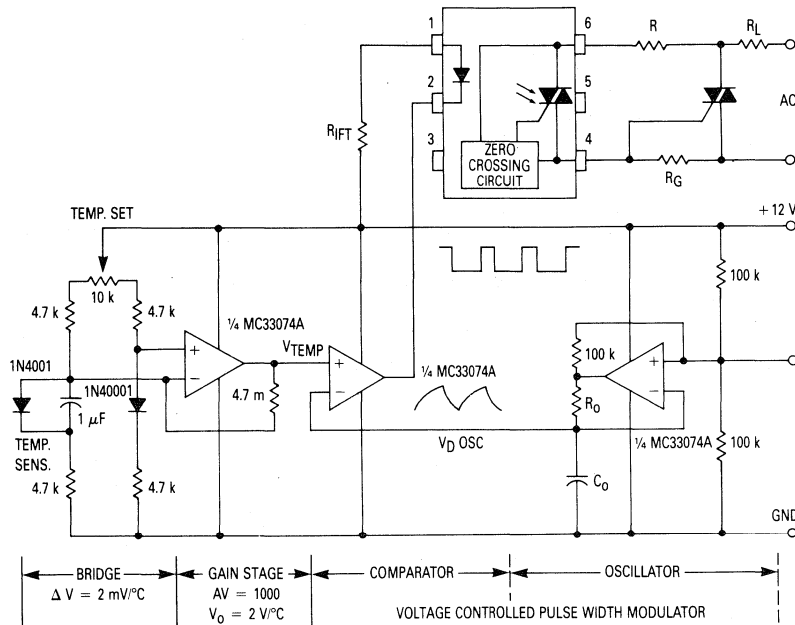 1
6
R
RL
2
5
AC
RIFT
3
4
ZERO
CROSSING
CIRCUIT
RG
TEMP. SET
+12 V
10 k
4.7 k
4.7 k
100 k
¼ MC33074A
VTEMP
1N4001
1N40001
¼ MC33074A
100 k
4.7 m
Ro
1 μF
VD OSC
¼ MC33074A
100 k
TEMP.
SENS.
4.7 k
4.7 k
Co
GND
BRIDGE
Δ V = 2 mV/°C
GAIN STAGE
AV = 1000
Vo = 2 V/°C
COMPARATOR
OSCILLATOR
VOLTAGE CONTROLLED PULSE WIDTH MODULATOR